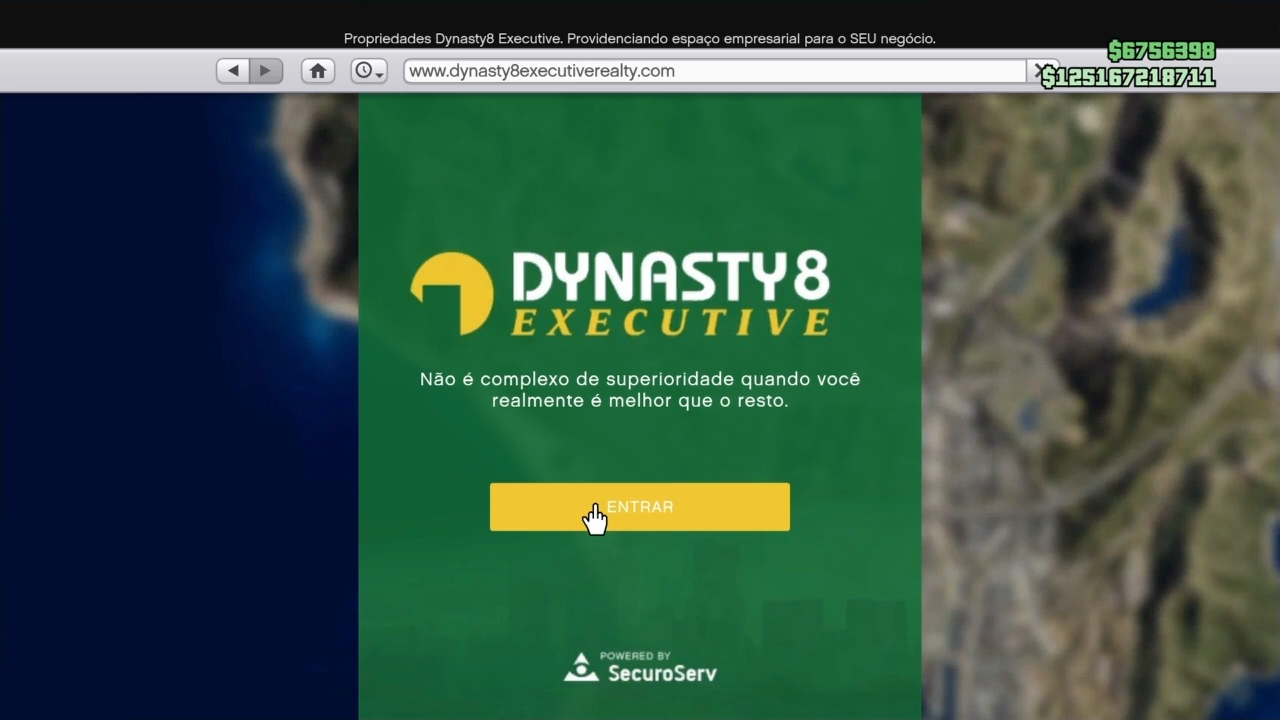 Propriedades Dynasty8 Executive. Providenciando espaço empresarial para o SEU negócio.
$6756398
www.dynasty8executiverealty.com
$125167218711
DYNASTY8
EXECUTIVE
Não é complexo de superioridade quando você
realmente é melhor que o resto.
ENTRAR
POWERED BY
SecuroServ